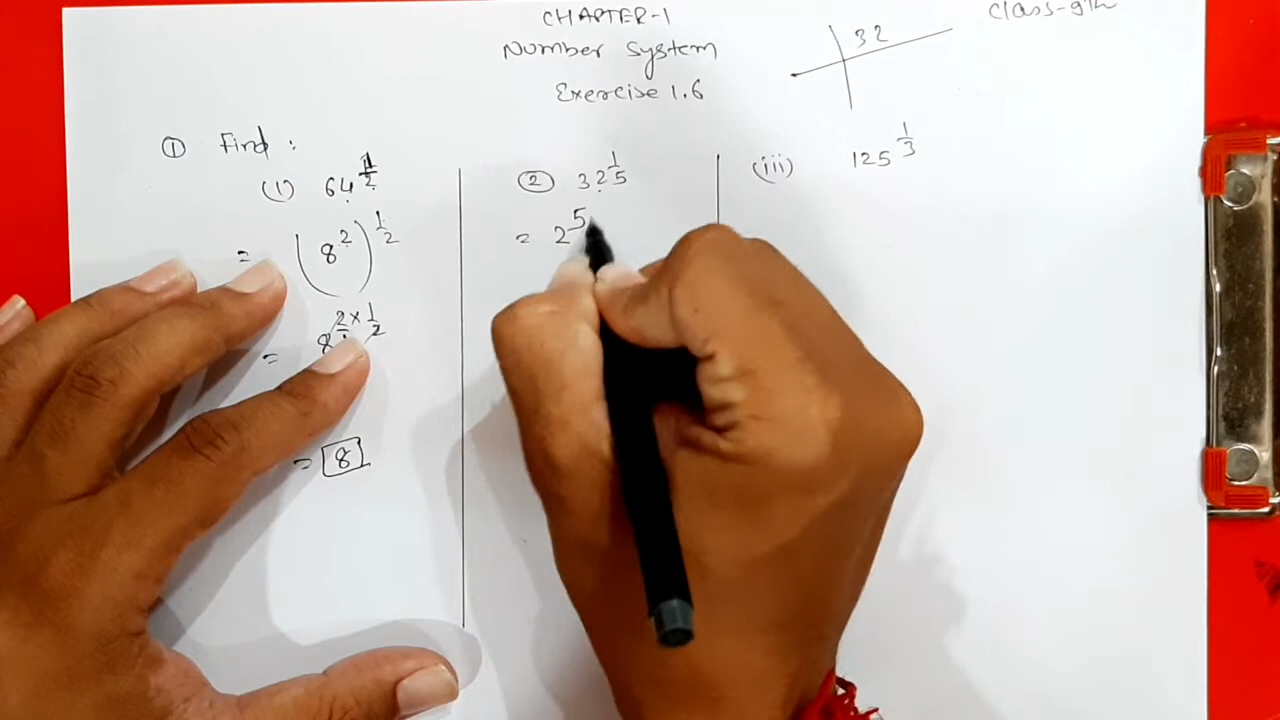 CHAPTER-1
Number System
Exercise 1.6
Class-9th
32
① Find :
(1) 64^1/2
= (8^2)^1/2
= 8^2×1/2
= 8
② 32^1/5
= 2^5
(iii) 125^1/3